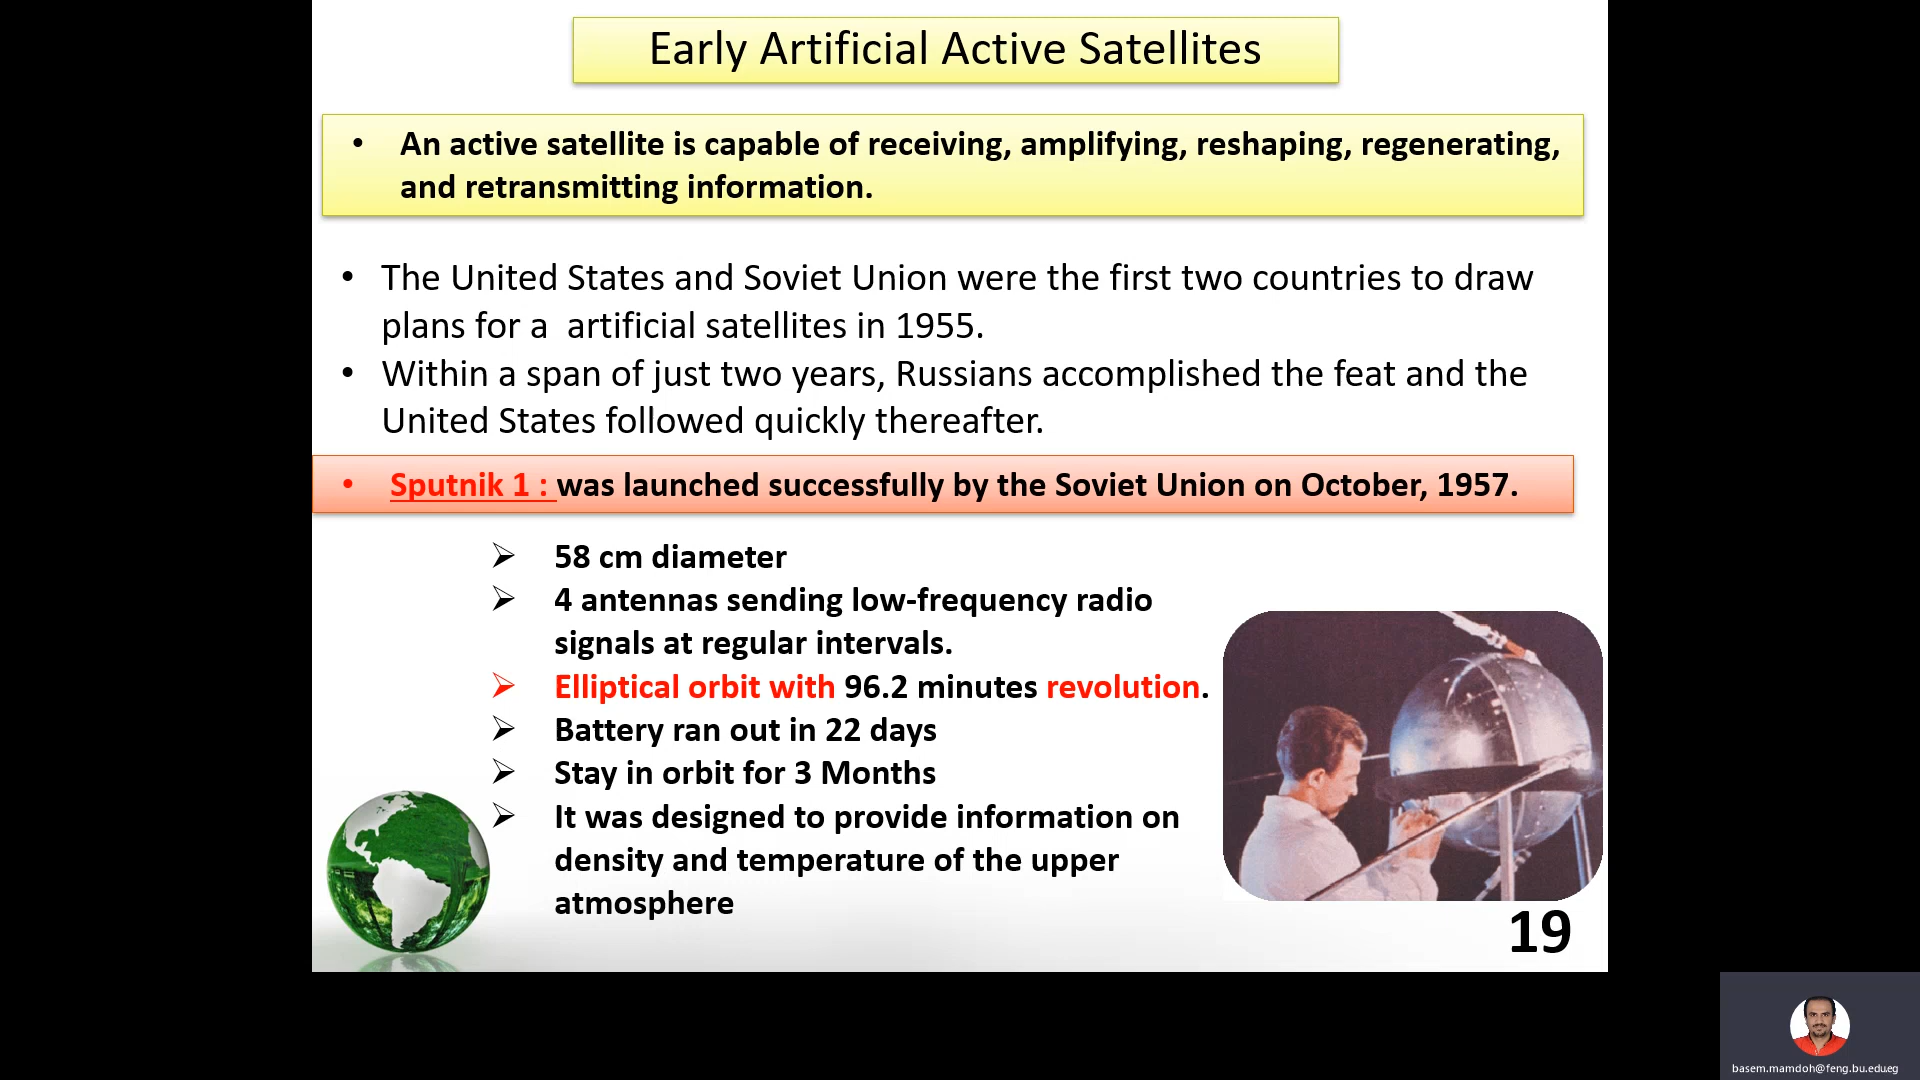 Early Artificial Active Satellites
• An active satellite is capable of receiving, amplifying, reshaping, regenerating,
and retransmitting information.
• The United States and Soviet Union were the first two countries to draw
plans for a  artificial satellites in 1955.
• Within a span of just two years, Russians accomplished the feat and the
United States followed quickly thereafter.
• Sputnik 1 : was launched successfully by the Soviet Union on October, 1957.
➢ 58 cm diameter
➢ 4 antennas sending low-frequency radio
signals at regular intervals.
➢ Elliptical orbit with 96.2 minutes revolution.
➢ Battery ran out in 22 days
➢ Stay in orbit for 3 Months
➢ It was designed to provide information on
density and temperature of the upper
atmosphere
19
basem.mamdoh@feng.bu.edu.eg